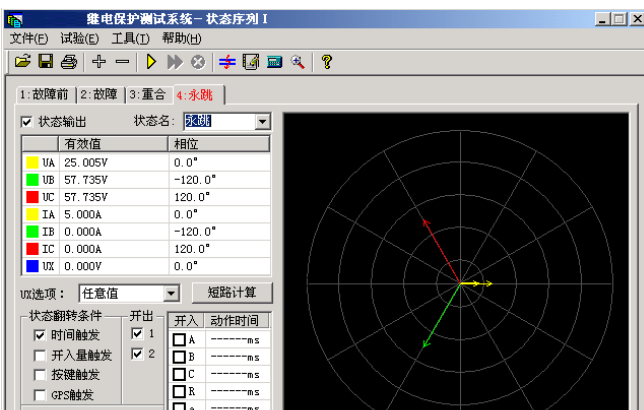 继电保护测试系统-状态序列 I
文件(F) 试验(E) 工具(T) 帮助(H)
1:故障前 2:故障 3:重合 4:永跳
状态输出 状态名: 永跳
有效值 相位
UA 25.005V 0.0°
UB 57.735V -120.0°
UC 57.735V 120.0°
IA 5.000A 0.0°
IB 0.000A -120.0°
IC 0.000A 120.0°
UX 0.000V 0.0°
UX选项: 任意值 短路计算
状态翻转条件 开出 开入 动作时间
时间触发 1 A ------ms
开入量触发 2 B ------ms
按键触发 C ------ms
GPS触发 R ------ms
a ------ms